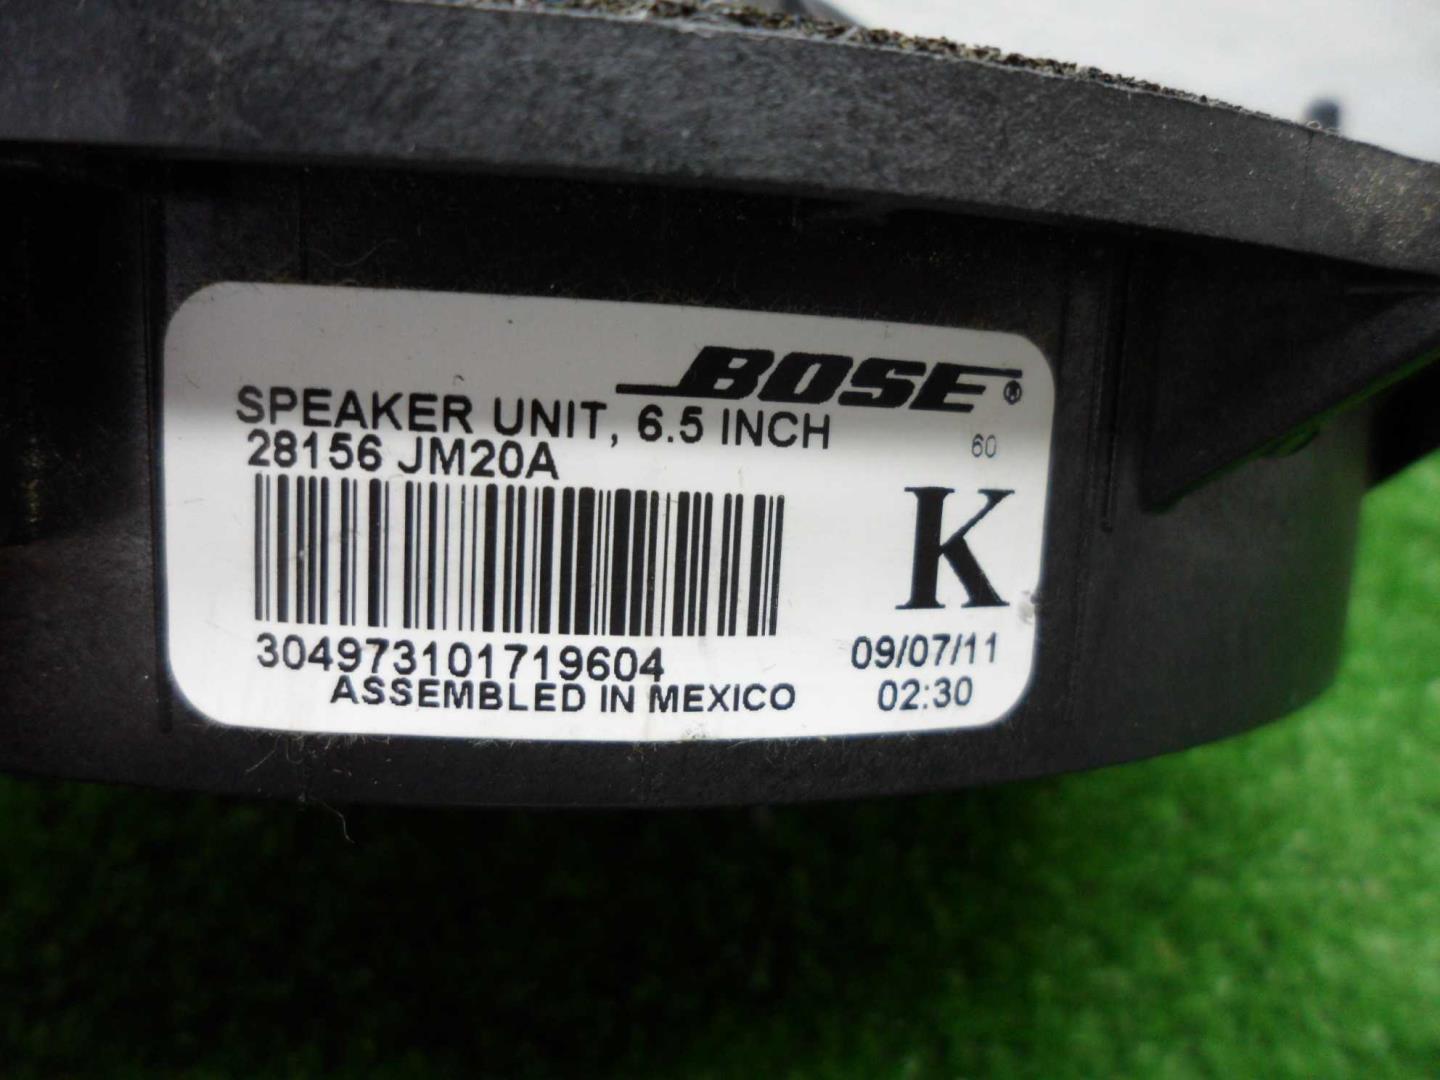 BOSE®
SPEAKER UNIT, 6.5 INCH
28156 JM20A
60
K
304973101719604
09/07/11
ASSEMBLED IN MEXICO
02:30